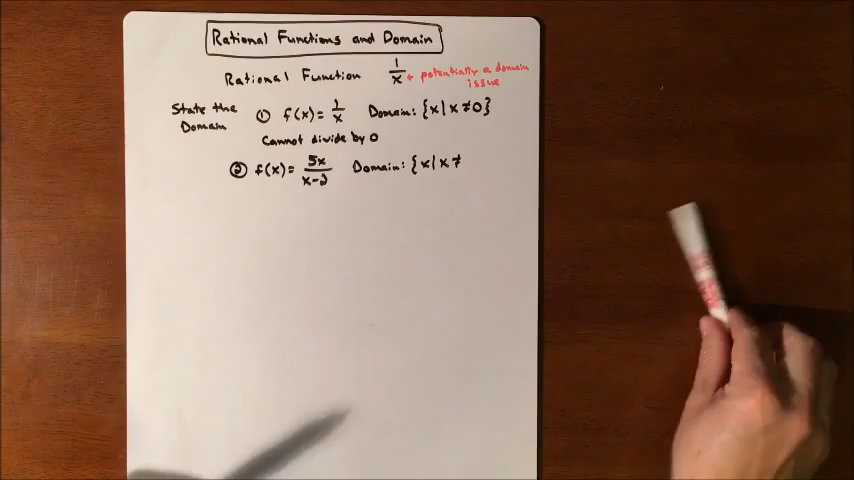 Rational Functions and Domain
Rational Function 1/x ← potentially a domain issue
State the Domain ① f(x) = 1/x Domain: {x | x ≠ 0}
Cannot divide by 0
② f(x) = 5x/(x-2) Domain: {x | x ≠